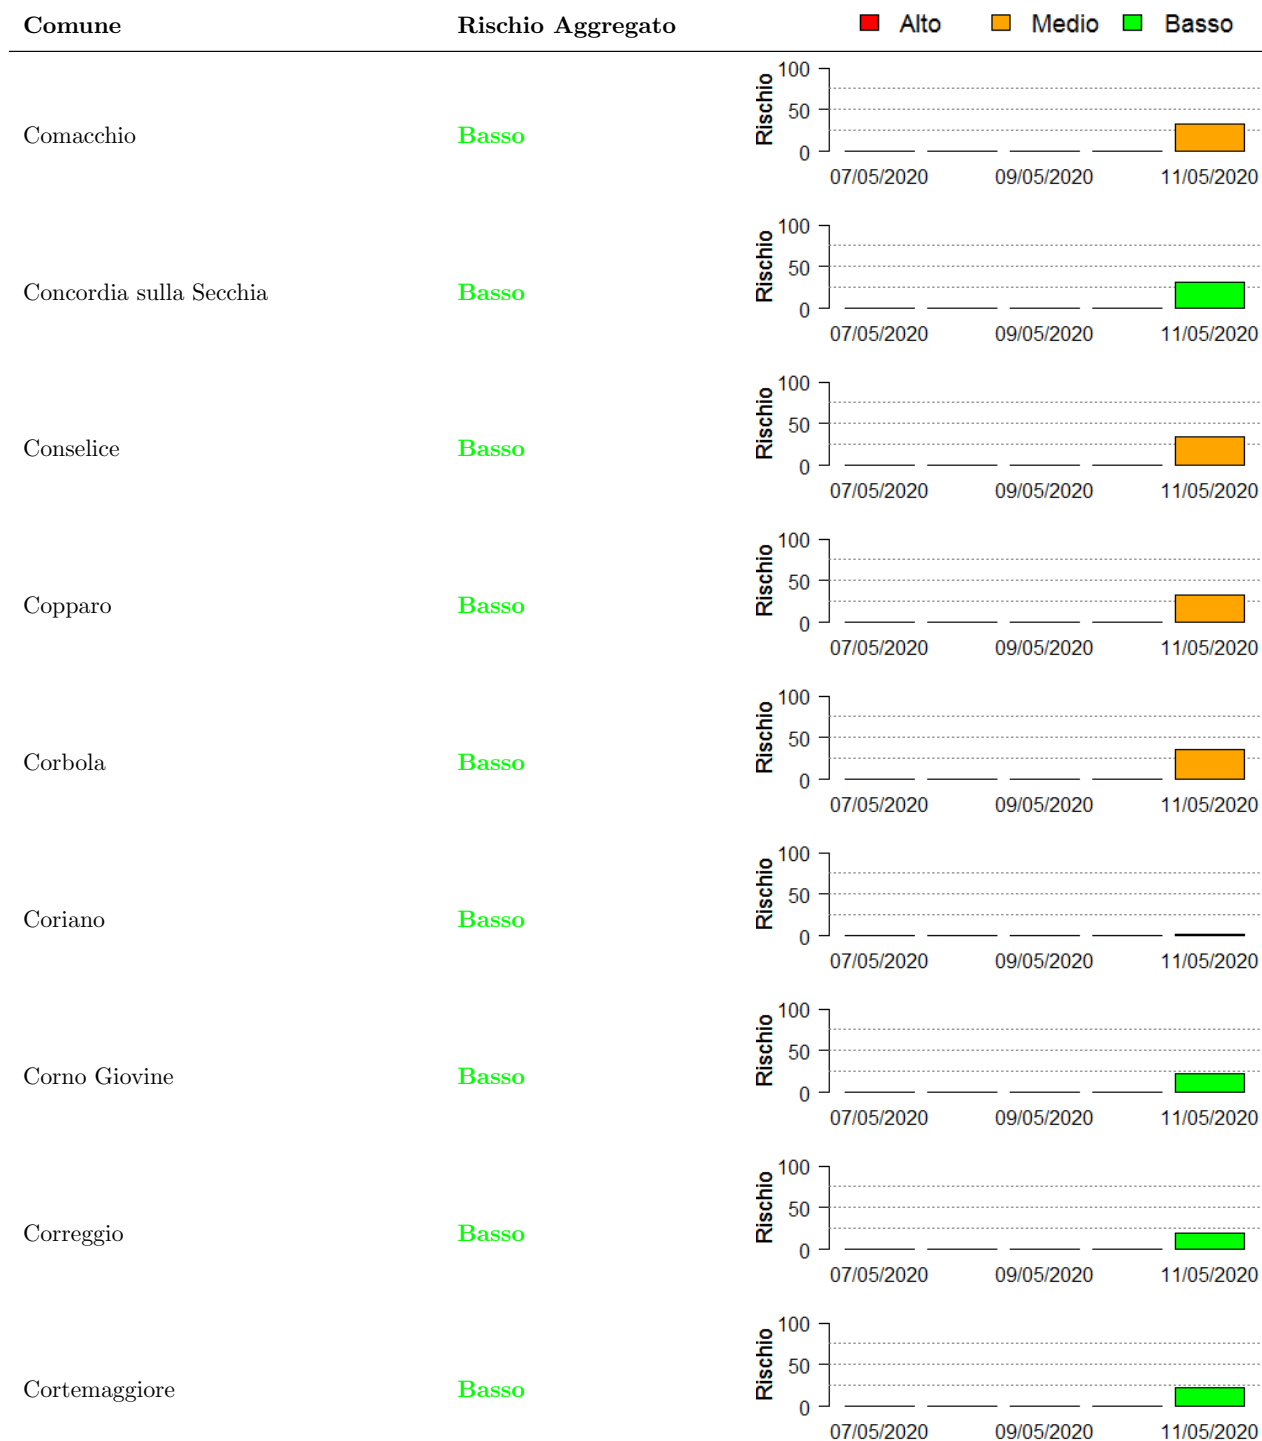 Comune Rischio Aggregato Alto Medio Basso
Comacchio Basso
Rischio
100
50
0
07/05/2020 09/05/2020 11/05/2020
Concordia sulla Secchia Basso
Rischio
100
50
0
07/05/2020 09/05/2020 11/05/2020
Conselice Basso
Rischio
100
50
0
07/05/2020 09/05/2020 11/05/2020
Copparo Basso
Rischio
100
50
0
07/05/2020 09/05/2020 11/05/2020
Corbola Basso
Rischio
100
50
0
07/05/2020 09/05/2020 11/05/2020
Coriano Basso
Rischio
100
50
0
07/05/2020 09/05/2020 11/05/2020
Corno Giovine Basso
Rischio
100
50
0
07/05/2020 09/05/2020 11/05/2020
Correggio Basso
Rischio
100
50
0
07/05/2020 09/05/2020 11/05/2020
Cortemaggiore Basso
Rischio
100
50
0
07/05/2020 09/05/2020 11/05/2020